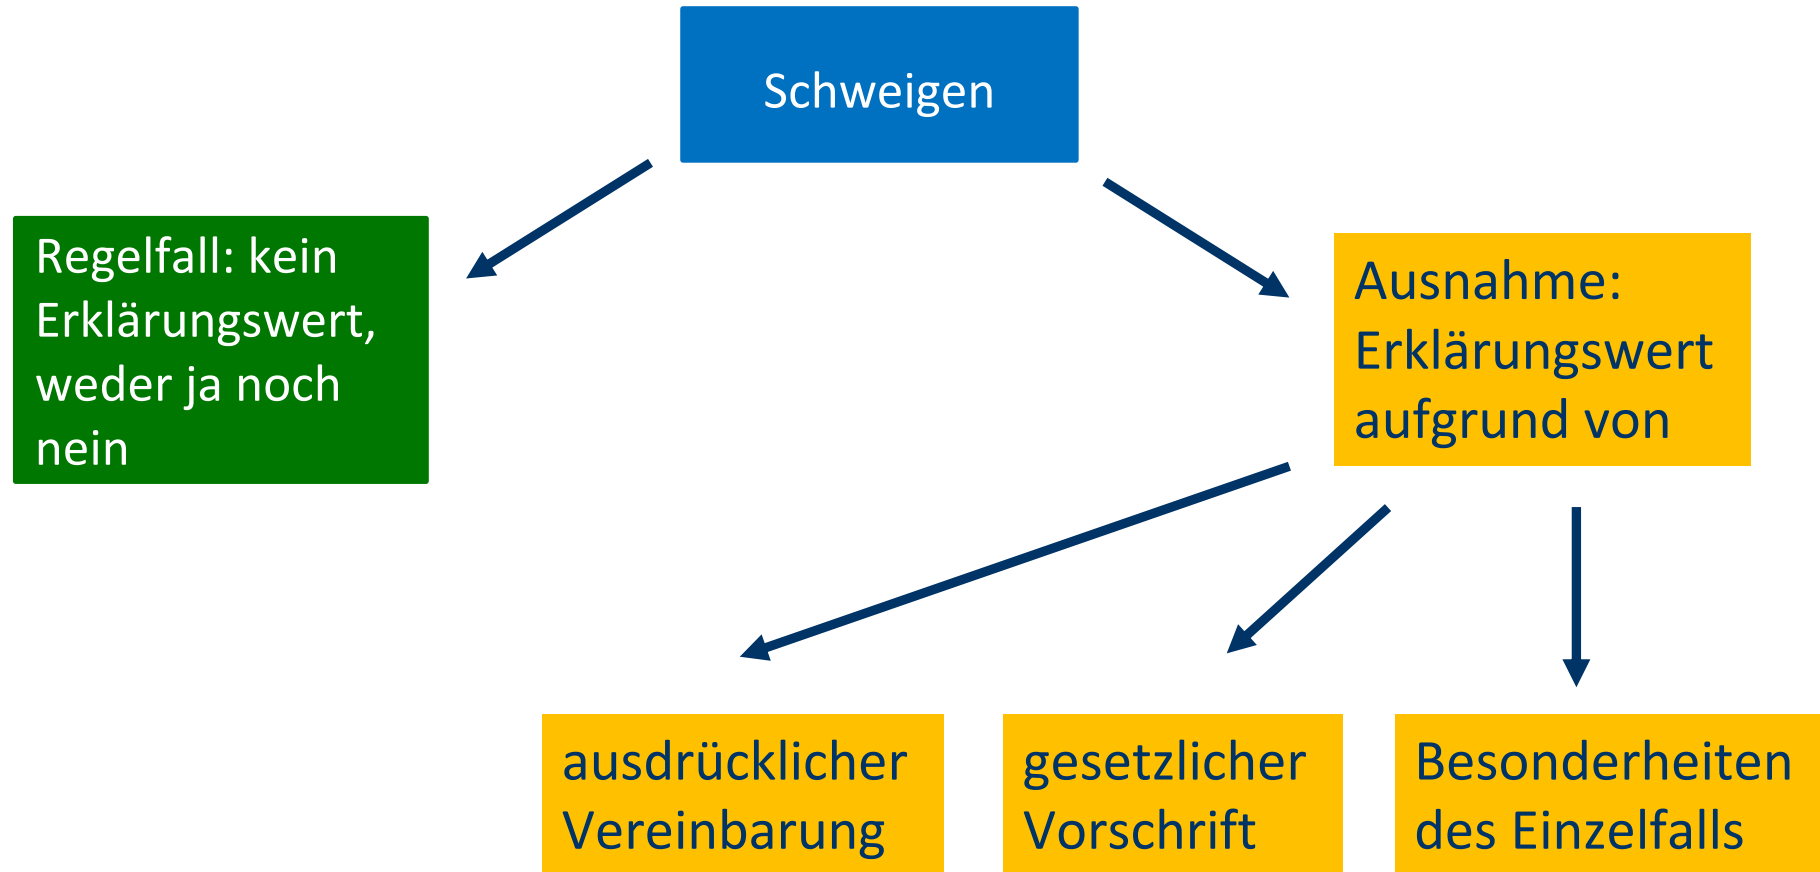 Schweigen
Regelfall: kein
Erklärungswert,
weder ja noch
nein
Ausnahme:
Erklärungswert
aufgrund von
ausdrücklicher
Vereinbarung
gesetzlicher
Vorschrift
Besonderheiten
des Einzelfalls